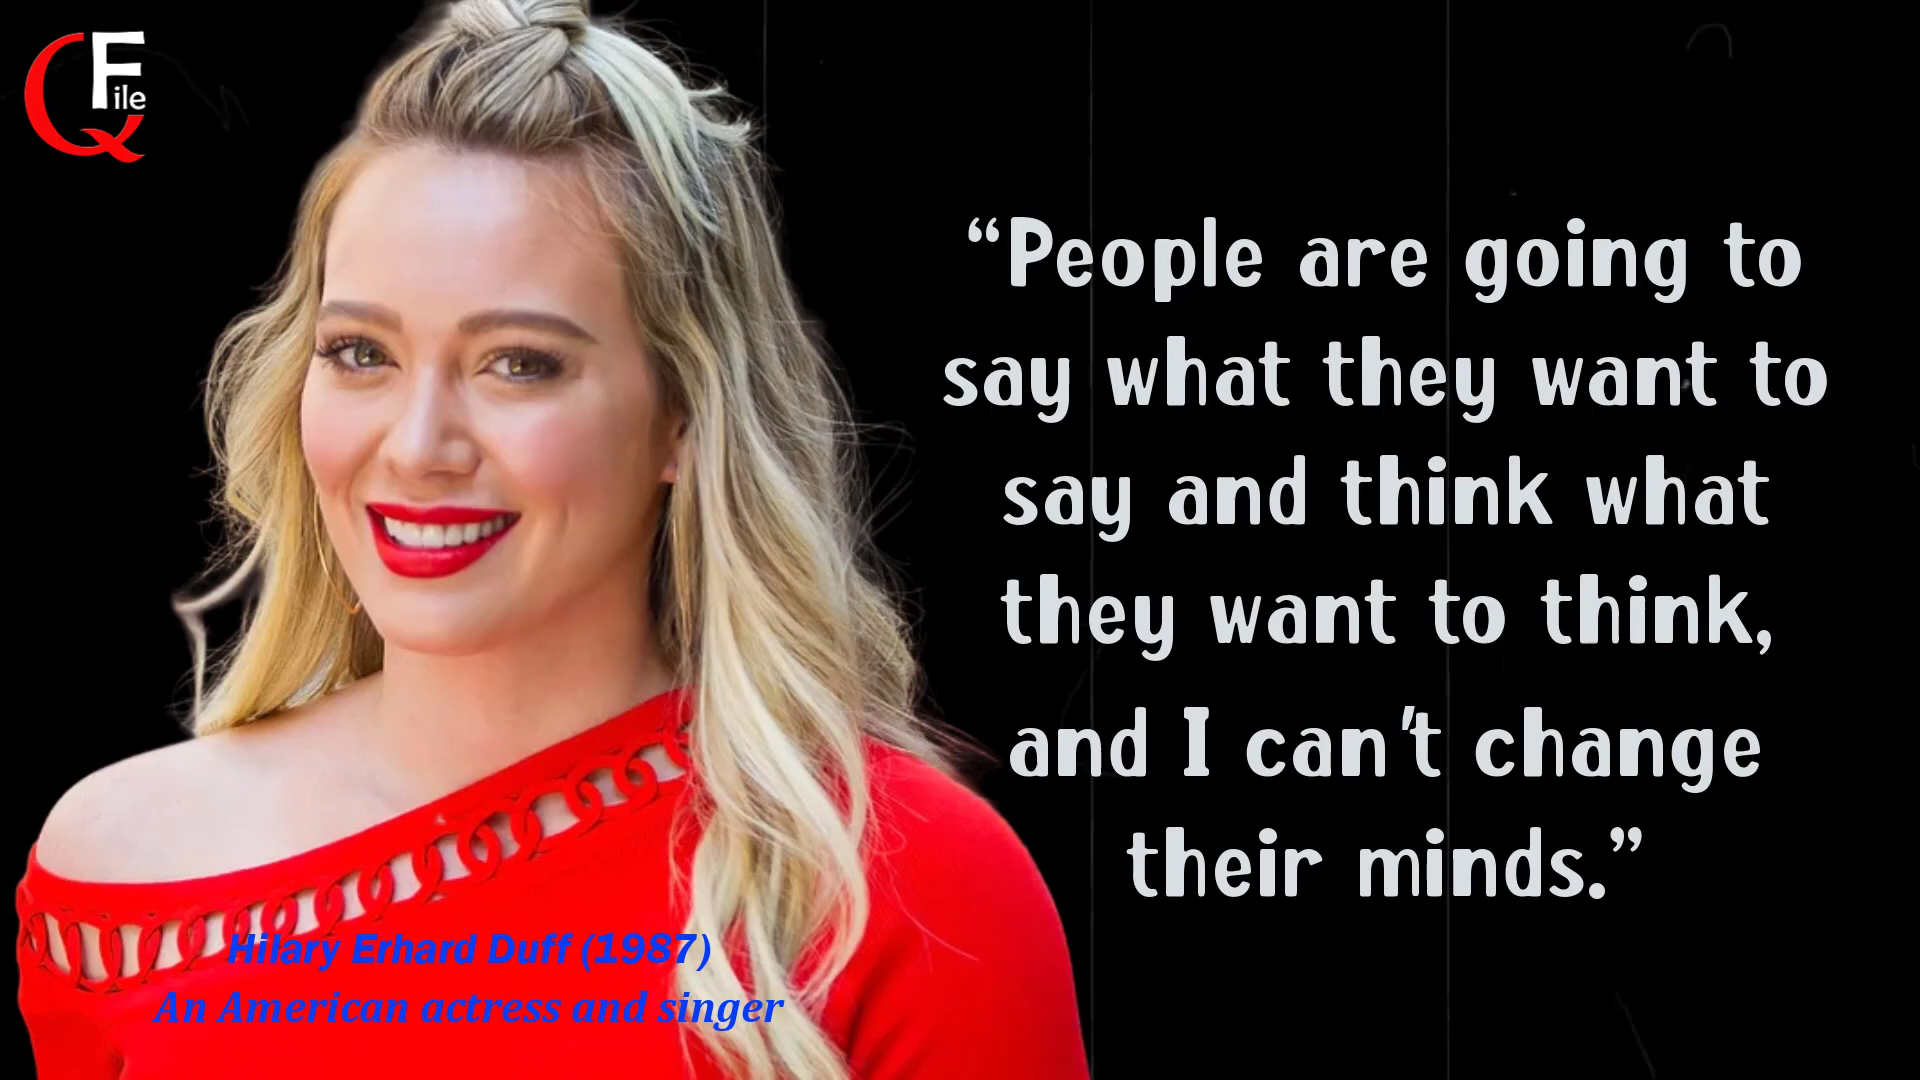 QFile
“People are going to
say what they want to
say and think what
they want to think,
and I can't change
their minds.”
Hilary Erhard Duff (1987)
An American actress and singer